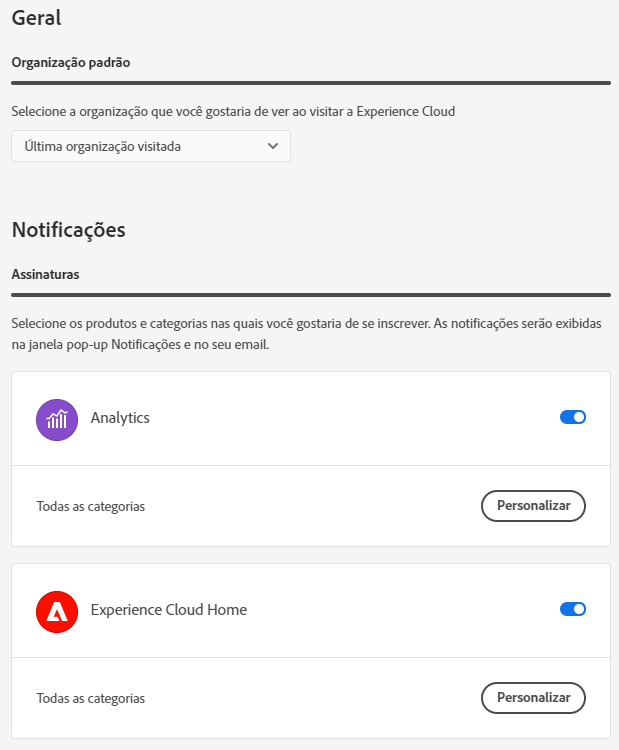 Geral
Organização padrão
Selecione a organização que você gostaria de ver ao visitar a Experience Cloud
Última organização visitada
Notificações
Assinaturas
Selecione os produtos e categorias nas quais você gostaria de se inscrever. As notificações serão exibidas
na janela pop-up Notificações e no seu email.
Analytics
Todas as categorias
Personalizar
Experience Cloud Home
Todas as categorias
Personalizar